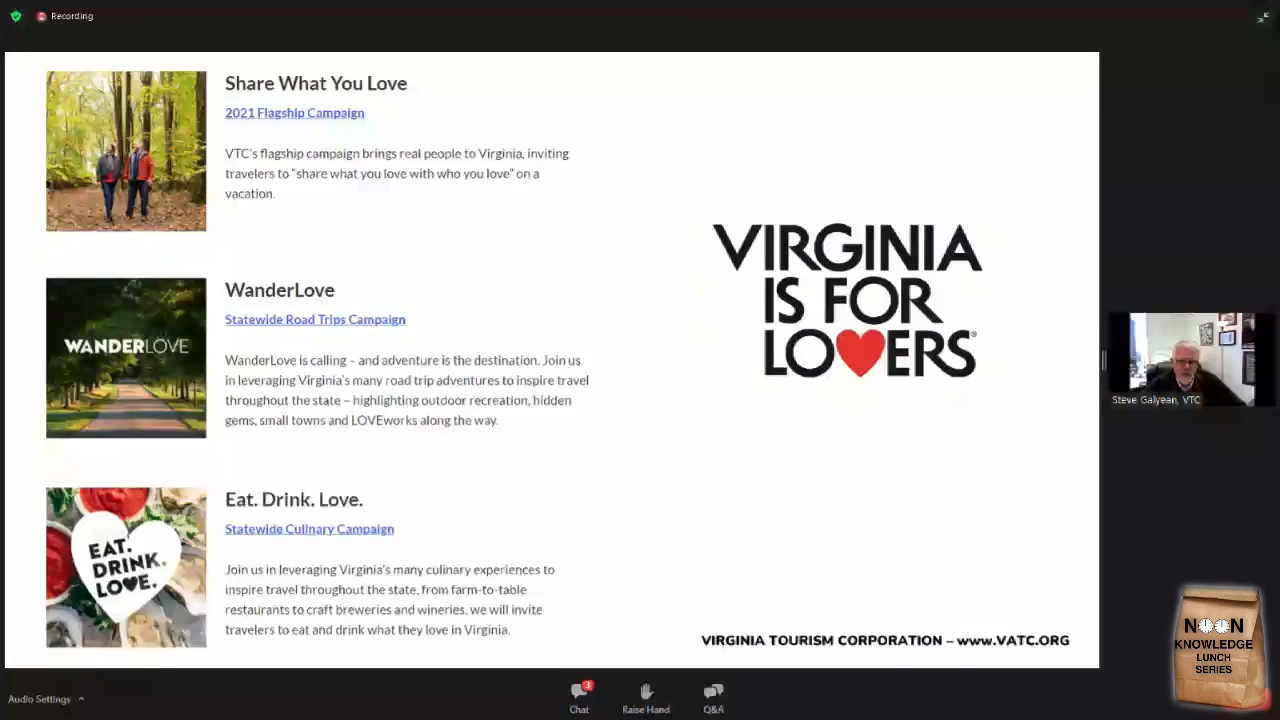 Recording
Share What You Love
2021 Flagship Campaign
VTC's flagship campaign brings real people to Virginia, inviting
travelers to "share what you love with who you love" on a
vacation.
WANDERLOVE
WanderLove
Statewide Road Trips Campaign
WanderLove is calling – and adventure is the destination. Join us
in leveraging Virginia's many road trip adventures to inspire travel
throughout the state – highlighting outdoor recreation, hidden
gems, small towns and LOVEworks along the way.
EAT.
DRINK.
LOVE.
Eat. Drink. Love.
Statewide Culinary Campaign
Join us in leveraging Virginia's many culinary experiences to
inspire travel throughout the state, from farm-to-table
restaurants to craft breweries and wineries, we will invite
travelers to eat and drink what they love in Virginia.
VIRGINIA
IS FOR
LO❤ERS®
VIRGINIA TOURISM CORPORATION – www.VATC.ORG
Steve Galyean, VTC
NOON
KNOWLEDGE
LUNCH
SERIES
Audio Settings
3
Chat
Raise Hand
Q&A